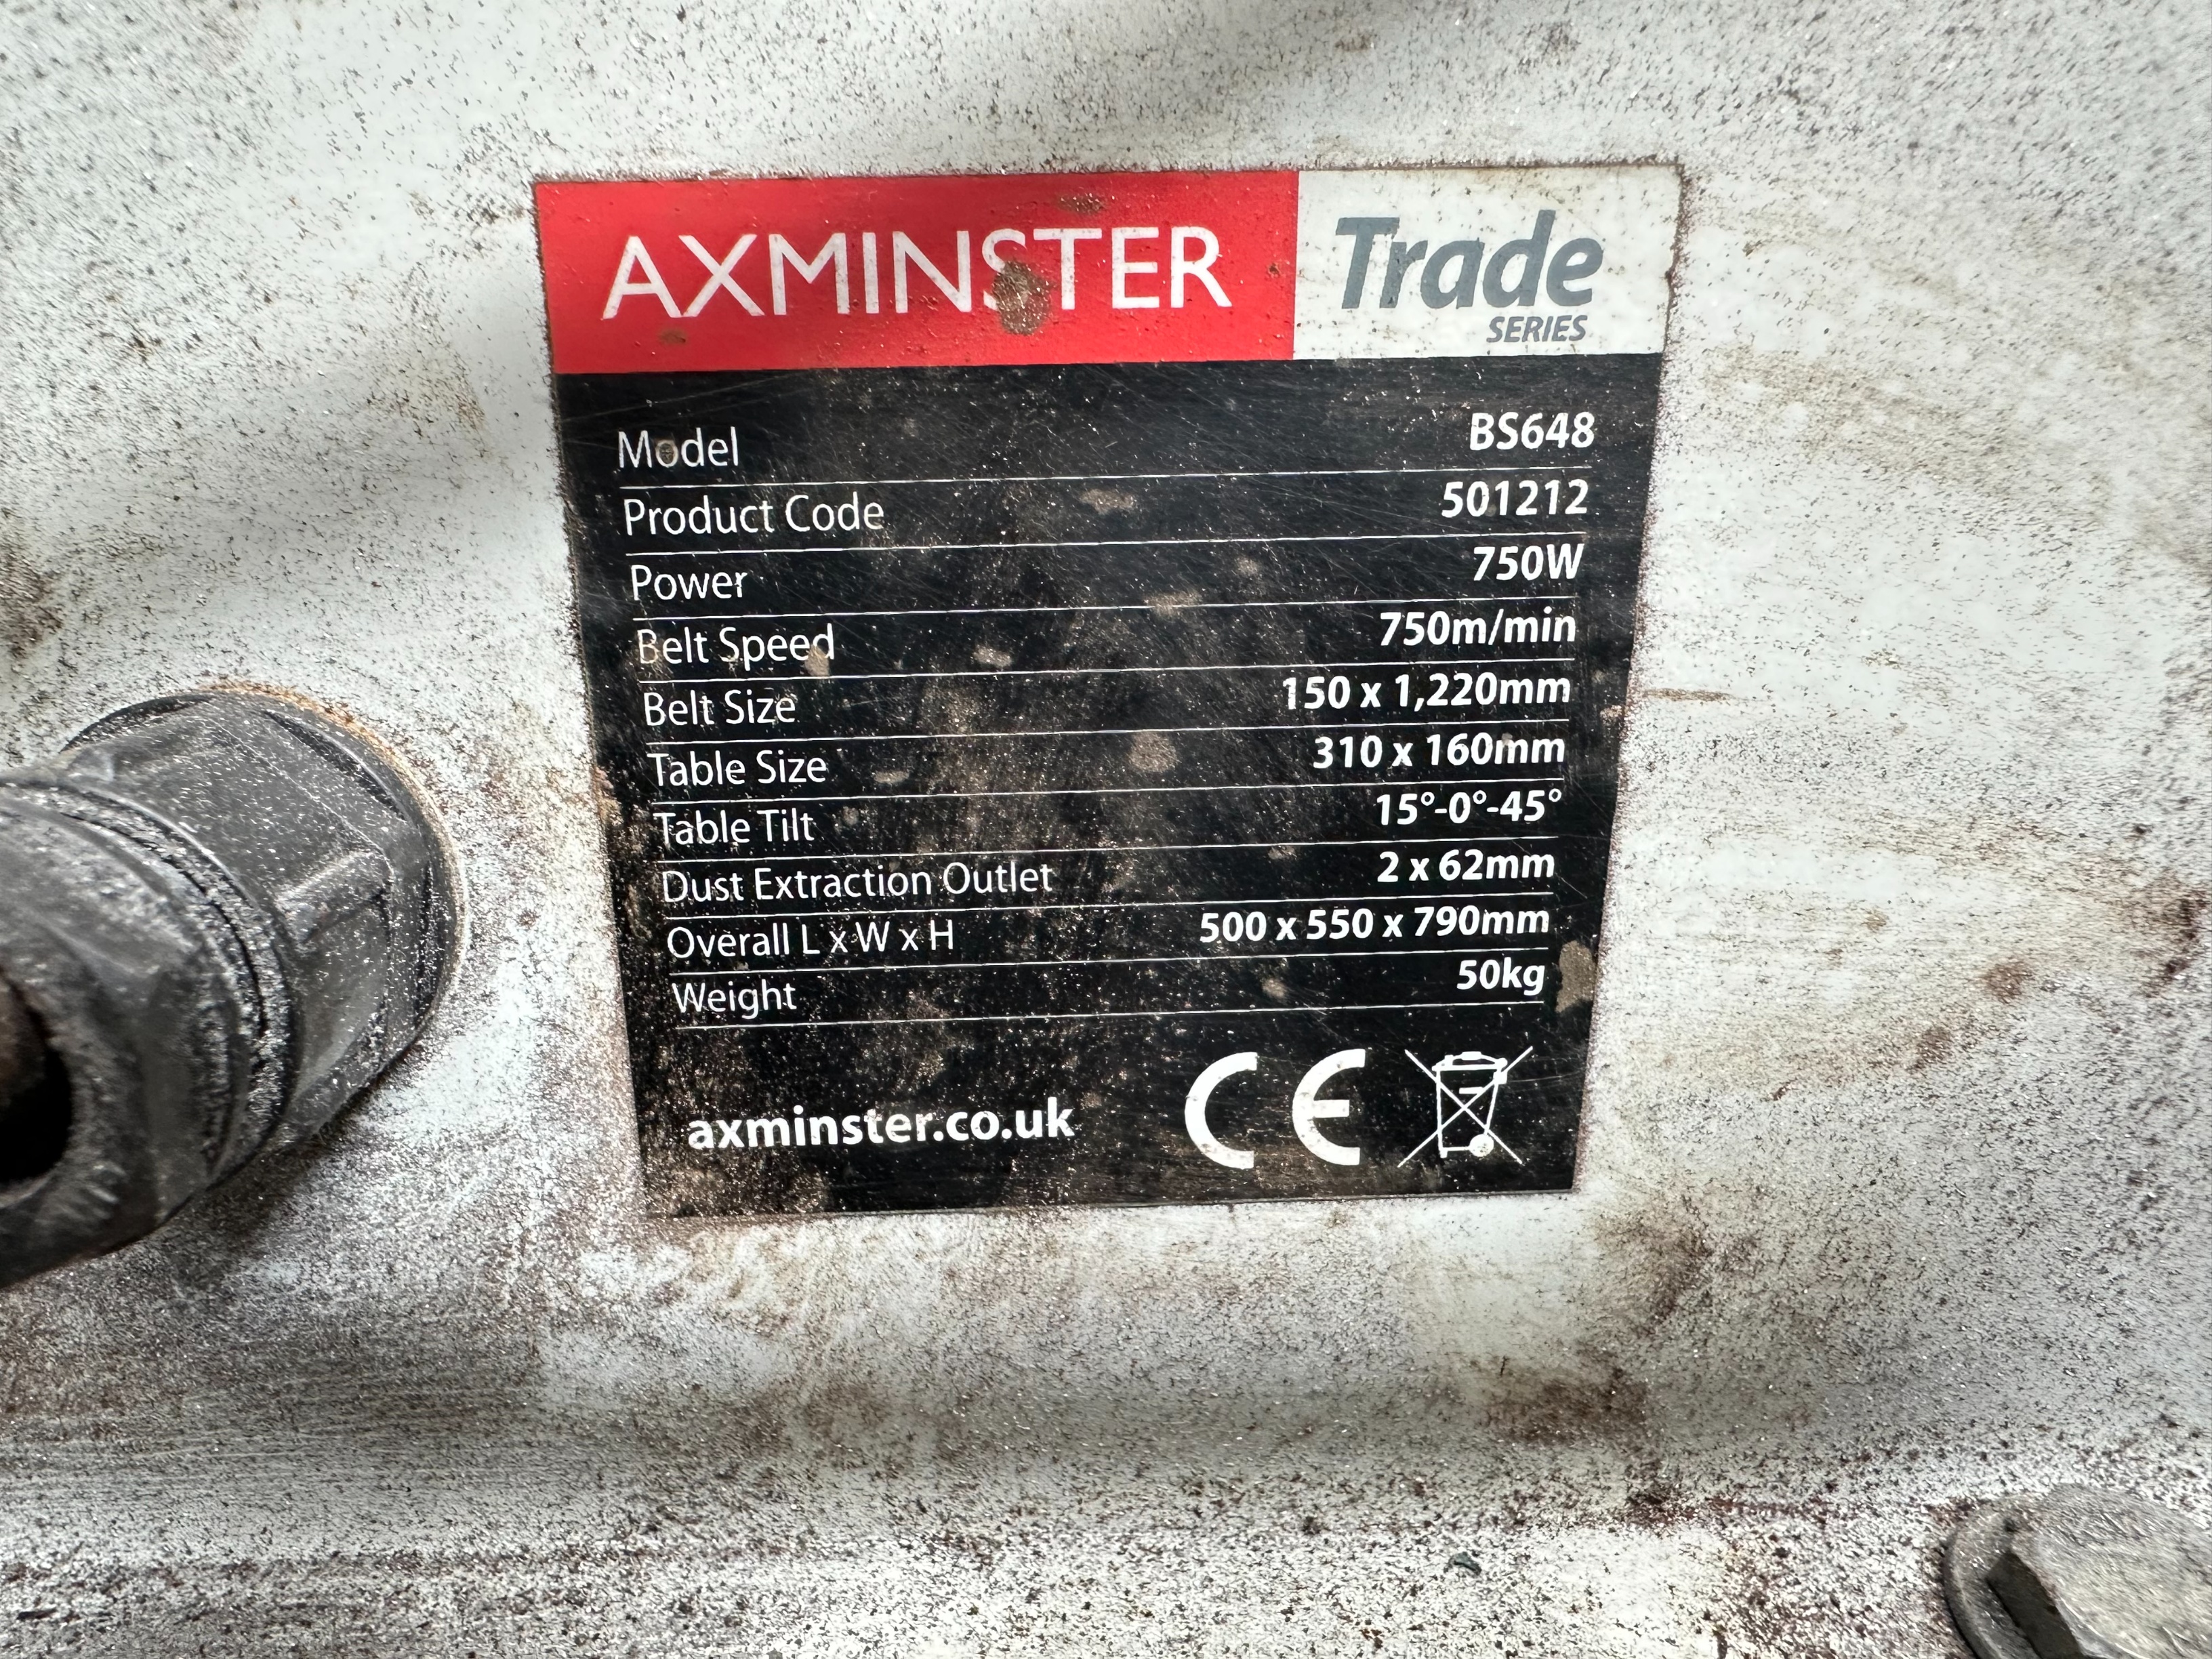 AXMINSTER Trade
SERIES
Model BS648
Product Code 501212
Power 750W
Belt Speed 750m/min
Belt Size 150 x 1,220mm
Table Size 310 x 160mm
Table Tilt 15°-0°-45°
Dust Extraction Outlet 2 x 62mm
Overall L x W x H 500 x 550 x 790mm
Weight 50kg
axminster.co.uk CE